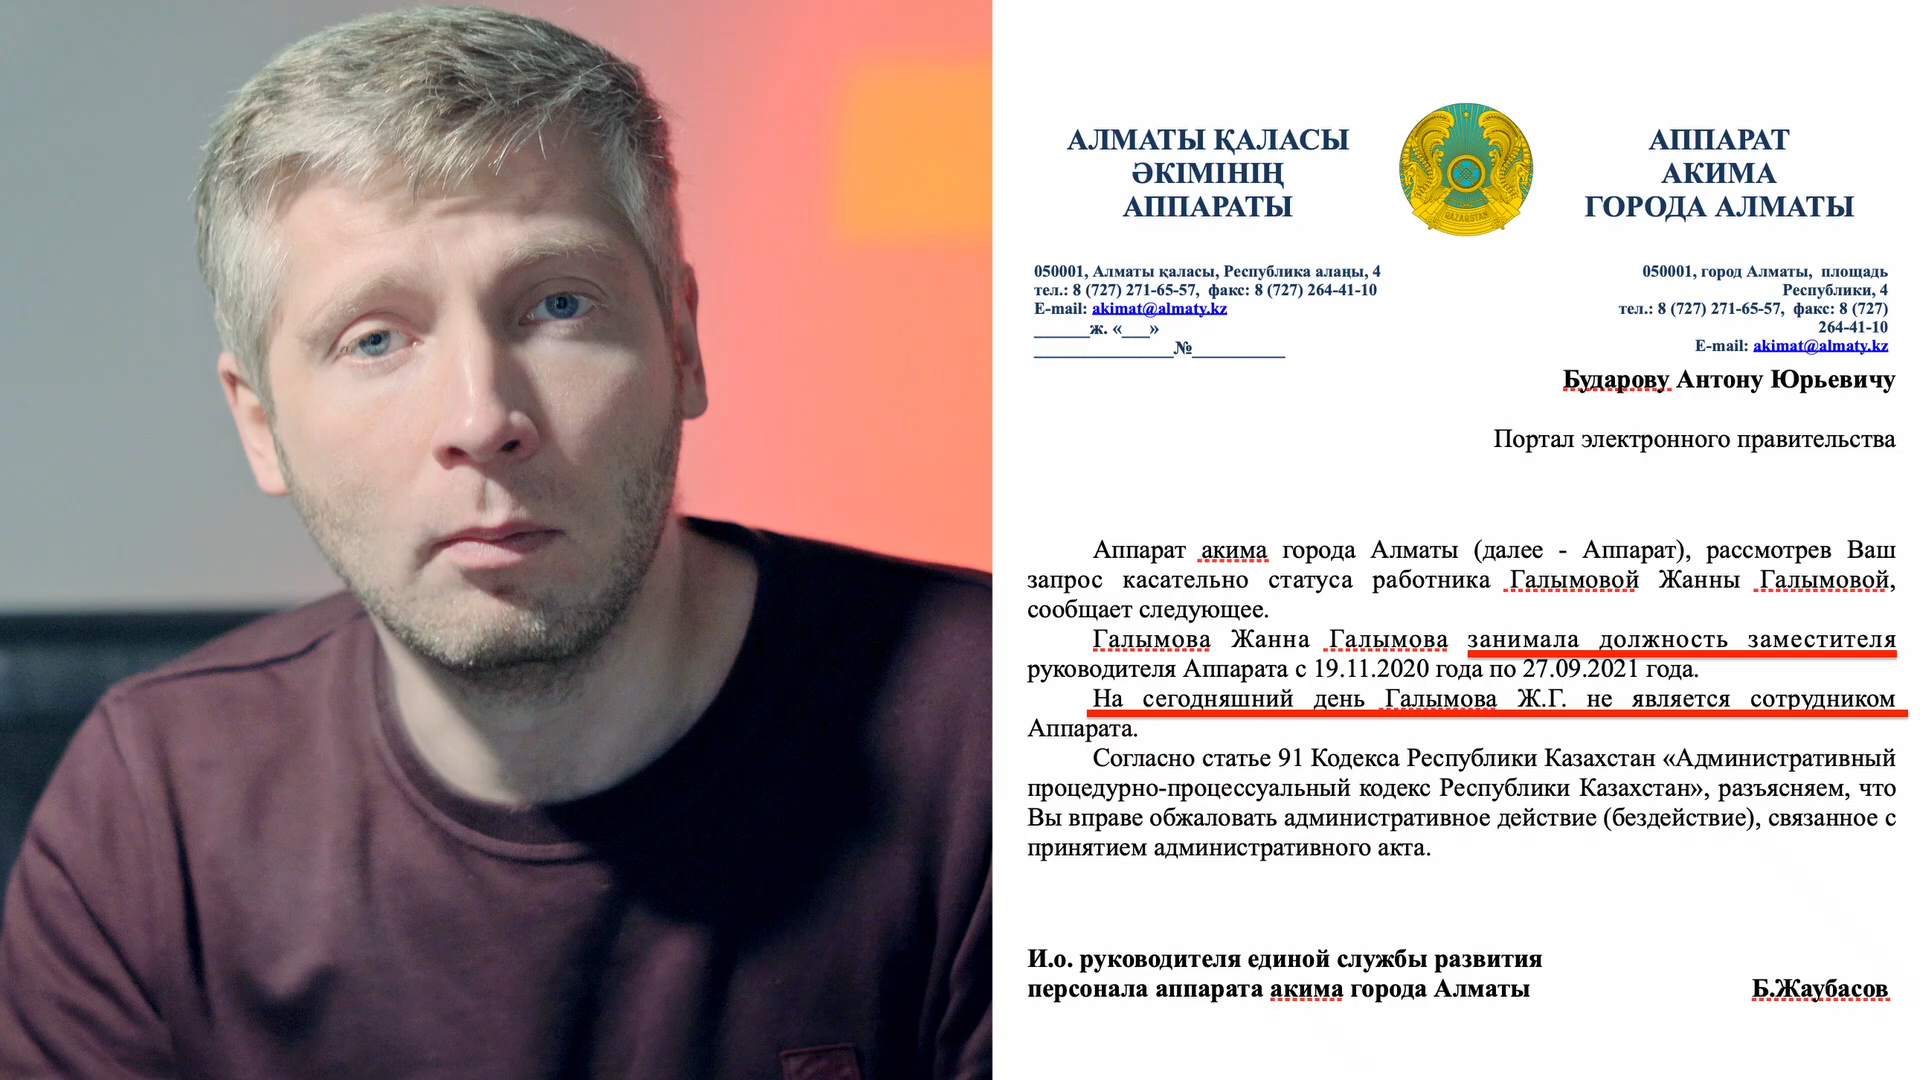 АЛМАТЫ ҚАЛАСЫ
ӘКІМІНІҢ
АППАРАТЫ
QAZAQSTAN
АППАРАТ
АКИМА
ГОРОДА АЛМАТЫ
050001, Алматы қаласы, Республика алаңы, 4
тел.: 8 (727) 271-65-57, факс: 8 (727) 264-41-10
E-mail: akimat@almaty.kz
______ж. «___»
_______________№__________
050001, город Алматы, площадь
Республики, 4
тел.: 8 (727) 271-65-57, факс: 8 (727)
264-41-10
E-mail: akimat@almaty.kz
Бударову Антону Юрьевичу
Портал электронного правительства
Аппарат акима города Алматы (далее - Аппарат), рассмотрев Ваш
запрос касательно статуса работника Галымовой Жанны Галымовой,
сообщает следующее.
Галымова Жанна Галымова занимала должность заместителя
руководителя Аппарата с 19.11.2020 года по 27.09.2021 года.
На сегодняшний день Галымова Ж.Г. не является сотрудником
Аппарата.
Согласно статье 91 Кодекса Республики Казахстан «Административный
процедурно-процессуальный кодекс Республики Казахстан», разъясняем, что
Вы вправе обжаловать административное действие (бездействие), связанное с
принятием административного акта.
И.о. руководителя единой службы развития
персонала аппарата акима города Алматы
Б.Жаубасов